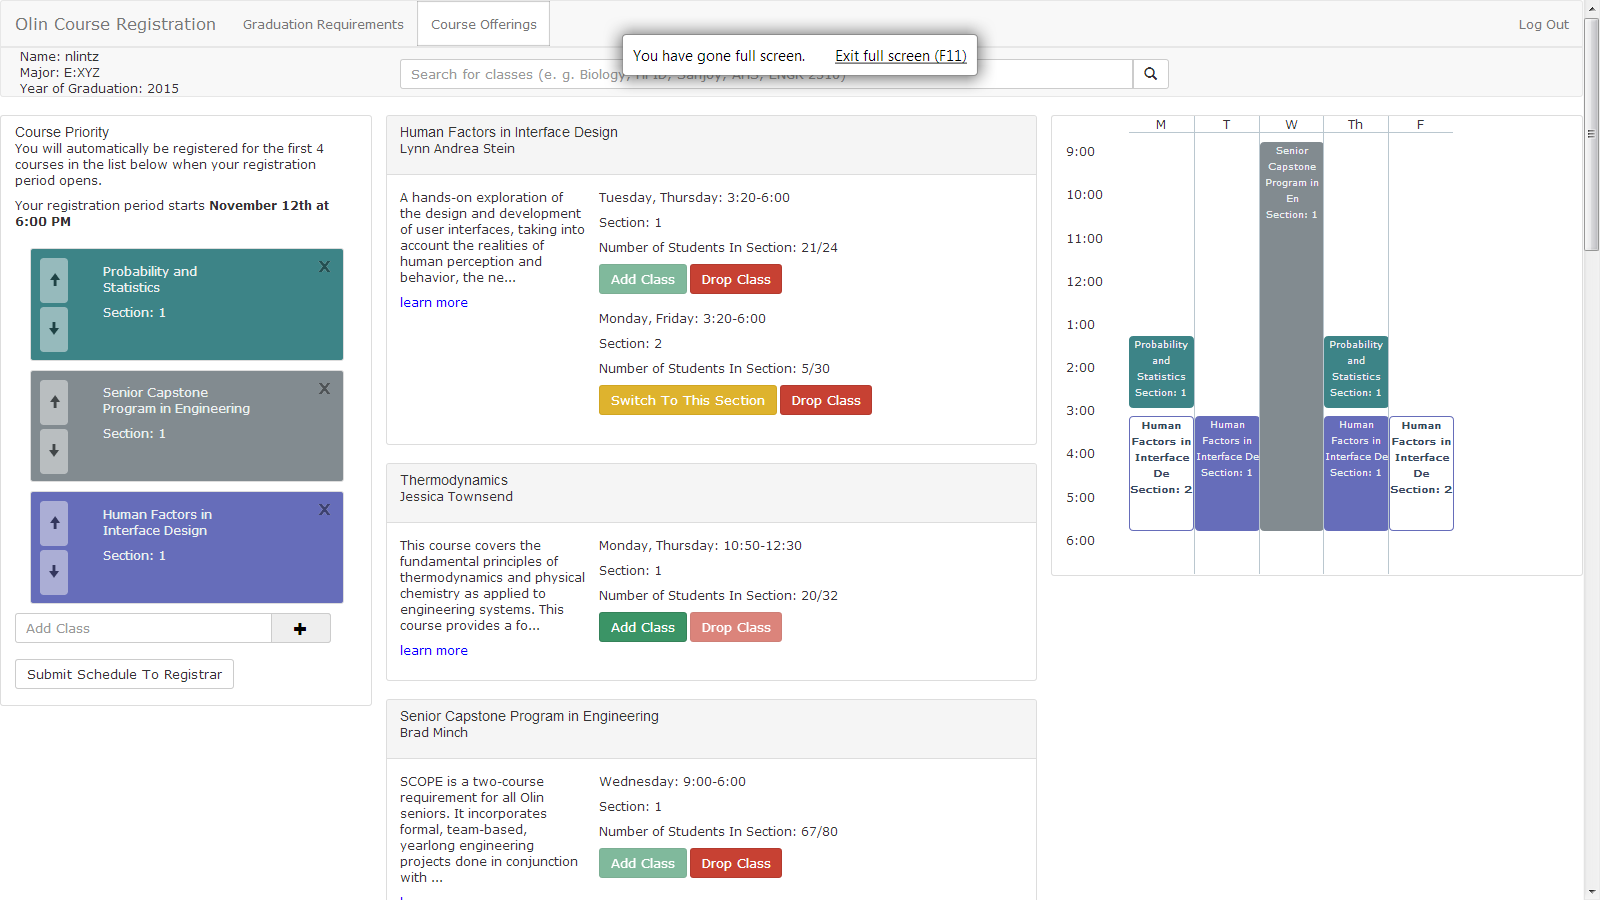 Olin Course Registration
Graduation Requirements
Course Offerings
Log Out
You have gone full screen. Exit full screen (F11)
Name: nlintz
Major: E:XYZ
Year of Graduation: 2015
Search for classes (e. g. Biology,
Course Priority
You will automatically be registered for the first 4
courses in the list below when your registration
period opens.
Your registration period starts November 12th at
6:00 PM
Probability and
Statistics
Section: 1
X
Senior Capstone
Program in Engineering
Section: 1
X
Human Factors in
Interface Design
Section: 1
X
Add Class
Submit Schedule To Registrar
Human Factors in Interface Design
Lynn Andrea Stein
A hands-on exploration of
the design and development
of user interfaces, taking into
account the realities of
human perception and
behavior, the ne...
learn more
Tuesday, Thursday: 3:20-6:00
Section: 1
Number of Students In Section: 21/24
Add Class Drop Class
Monday, Friday: 3:20-6:00
Section: 2
Number of Students In Section: 5/30
Switch To This Section Drop Class
Thermodynamics
Jessica Townsend
This course covers the
fundamental principles of
thermodynamics and physical
chemistry as applied to
engineering systems. This
course provides a fo...
learn more
Monday, Thursday: 10:50-12:30
Section: 1
Number of Students In Section: 20/32
Add Class Drop Class
Senior Capstone Program in Engineering
Brad Minch
SCOPE is a two-course
requirement for all Olin
seniors. It incorporates
formal, team-based,
yearlong engineering
projects done in conjunction
with ...
Wednesday: 9:00-6:00
Section: 1
Number of Students In Section: 67/80
Add Class Drop Class
M T W Th F
9:00
10:00
11:00
12:00
1:00
2:00
3:00
4:00
5:00
6:00
Senior
Capstone
Program in
En
Section: 1
Probability
and
Statistics
Section: 1
Probability
and
Statistics
Section: 1
Human
Factors in
Interface
De
Section: 2
Human
Factors in
Interface De
Section: 1
Human
Factors in
Interface De
Section: 1
Human
Factors in
Interface
De
Section: 2